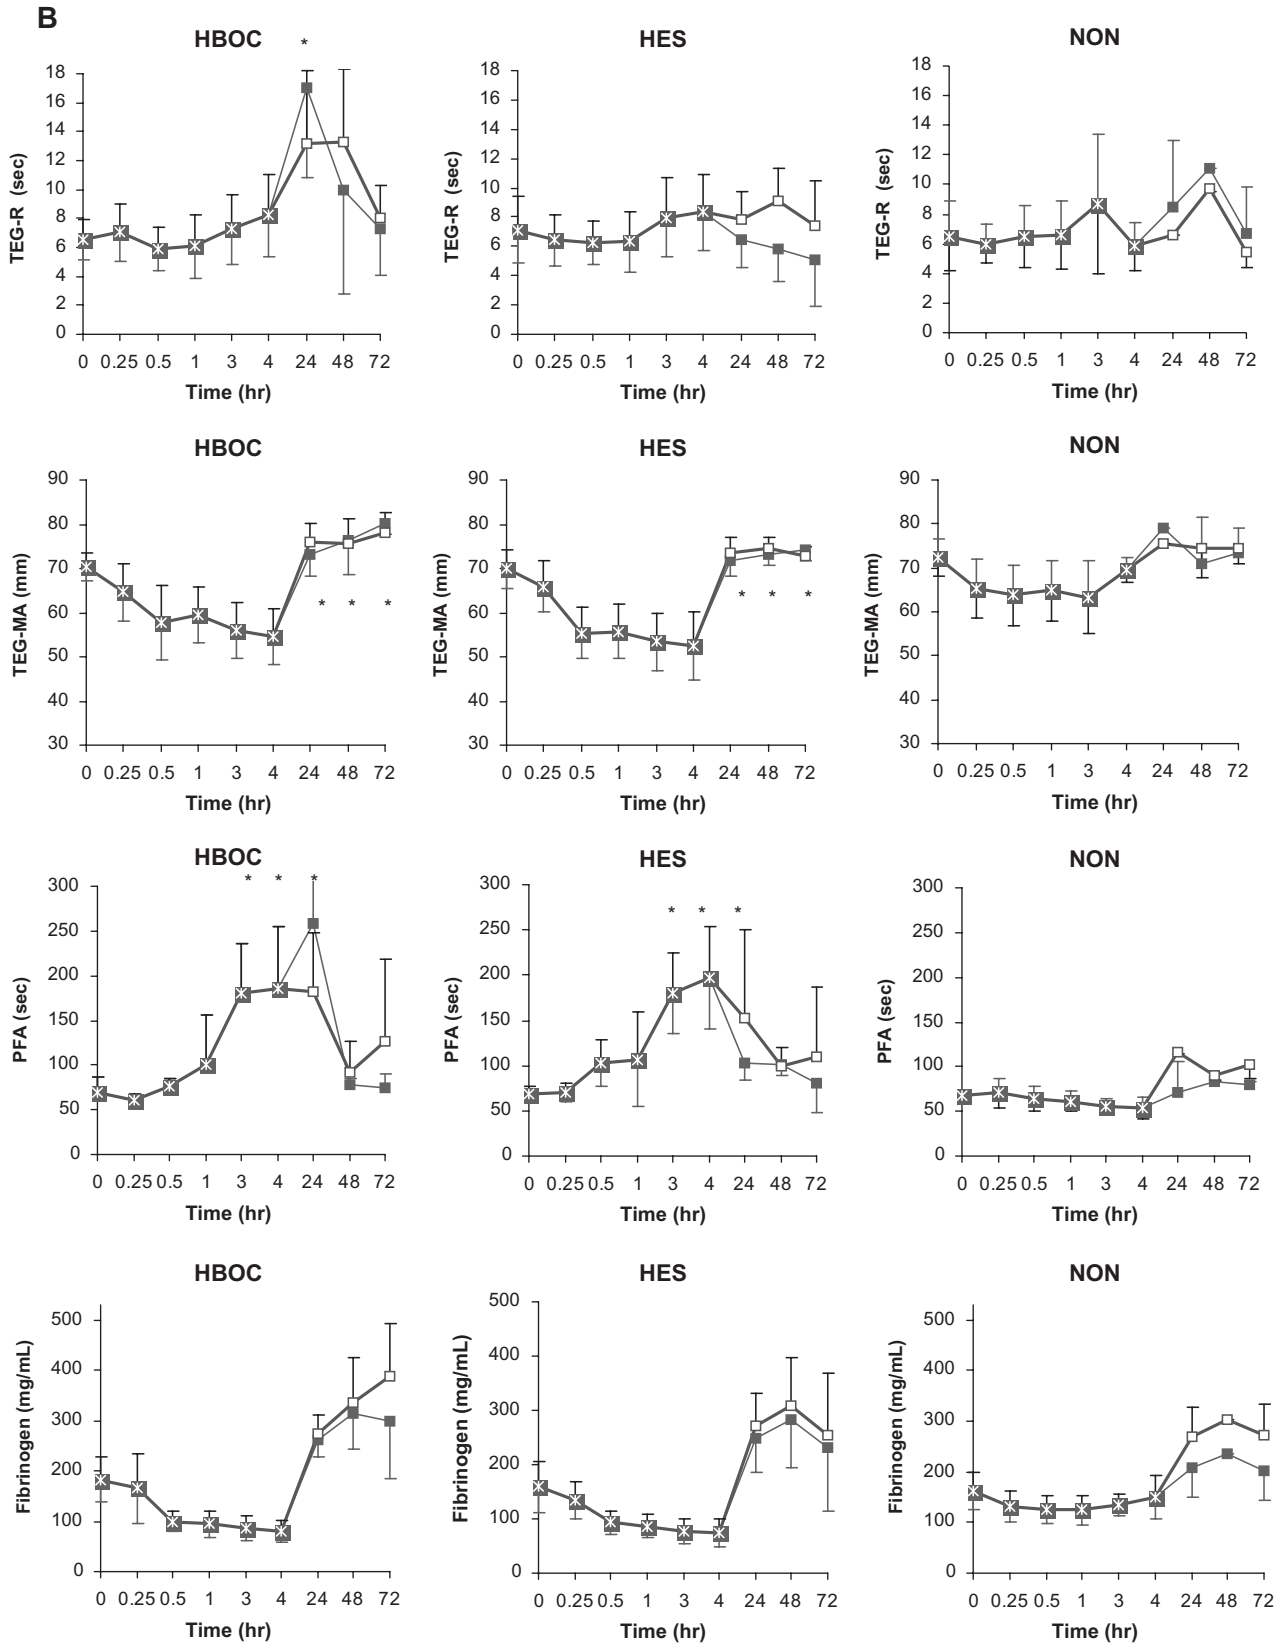 B
HBOC HES NON
*
TEG-R (sec)
18
16
14
12
10
8
6
4
2
0
0 0.25 0.5 1 3 4 24 48 72
Time (hr)
TEG-R (sec)
18
16
14
12
10
8
6
4
2
0
0 0.25 0.5 1 3 4 24 48 72
Time (hr)
TEG-R (sec)
18
16
14
12
10
8
6
4
2
0
0 0.25 0.5 1 3 4 24 48 72
Time (hr)
HBOC HES NON
TEG-MA (mm)
90
80
70
60
50
40
30
* * *
0 0.25 0.5 1 3 4 24 48 72
Time (hr)
TEG-MA (mm)
90
80
70
60
50
40
30
* * *
0 0.25 0.5 1 3 4 24 48 72
Time (hr)
TEG-MA (mm)
90
80
70
60
50
40
30
0 0.25 0.5 1 3 4 24 48 72
Time (hr)
HBOC HES NON
* * *
PFA (sec)
300
250
200
150
100
50
0
0 0.25 0.5 1 3 4 24 48 72
Time (hr)
PFA (sec)
300
250
200
150
100
50
0
* * *
0 0.25 0.5 1 3 4 24 48 72
Time (hr)
PFA (sec)
300
250
200
150
100
50
0
0 0.25 0.5 1 3 4 24 48 72
Time (hr)
HBOC HES NON
Fibrinogen (mg/mL)
500
400
300
200
100
0
0 0.25 0.5 1 3 4 24 48 72
Time (hr)
Fibrinogen (mg/mL)
500
400
300
200
100
0
0 0.25 0.5 1 3 4 24 48 72
Time (hr)
Fibrinogen (mg/mL)
500
400
300
200
100
0
0 0.25 0.5 1 3 4 24 48 72
Time (hr)